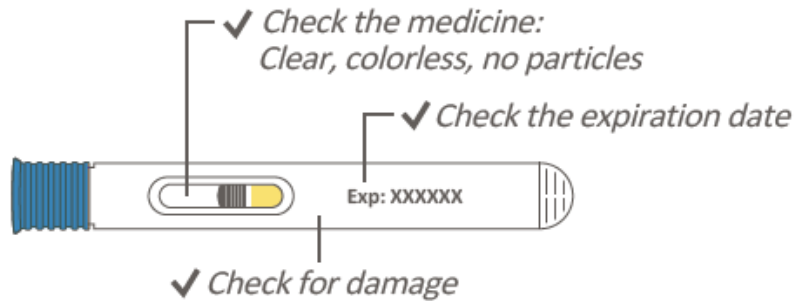 ✔ Check the medicine:
Clear, colorless, no particles
✔ Check the expiration date
Exp: XXXXXX
✔ Check for damage